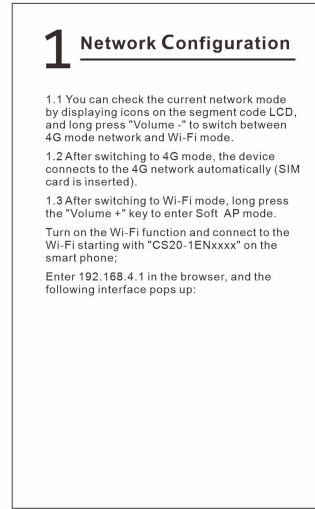 1 Network Configuration
1.1 You can check the current network mode
by displaying icons on the segment code LCD,
and long press "Volume -" to switch between
4G mode network and Wi-Fi mode.
1.2 After switching to 4G mode, the device
connects to the 4G network automatically (SIM
card is inserted).
1.3 After switching to Wi-Fi mode, long press
the "Volume +" key to enter Soft AP mode.
Turn on the Wi-Fi function and connect to the
Wi-Fi starting with "CS20-1ENxxxx" on the
smart phone;
Enter 192.168.4.1 in the browser, and the
following interface pops up: